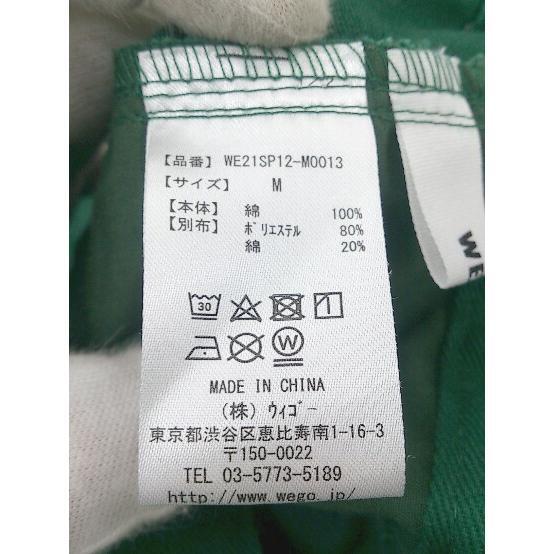 【品番】 WE21SP12-M0013
【サイズ】 M
【本体】 綿 100%
【別布】 ポリエステル 80%
綿 20%
30
W
MADE IN CHINA
(株) ウィゴー
東京都渋谷区恵比寿南1-16-3
〒150-0022
TEL 03-5773-5189
http://www.wego.jp/
WE